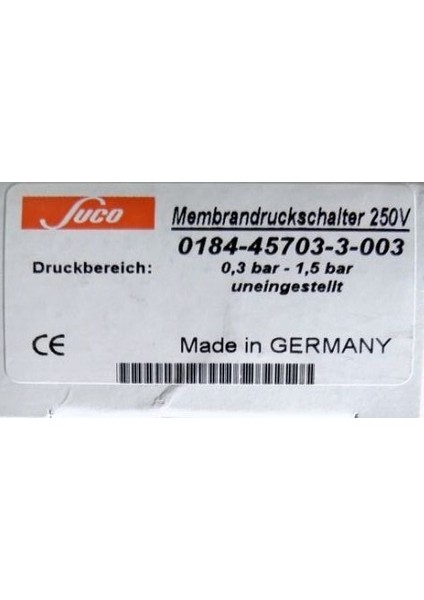 Suco
Membrandruckschalter 250V
0184-45703-3-003
Druckbereich: 0,3 bar - 1,5 bar
uneingestellt
CE Made in GERMANY